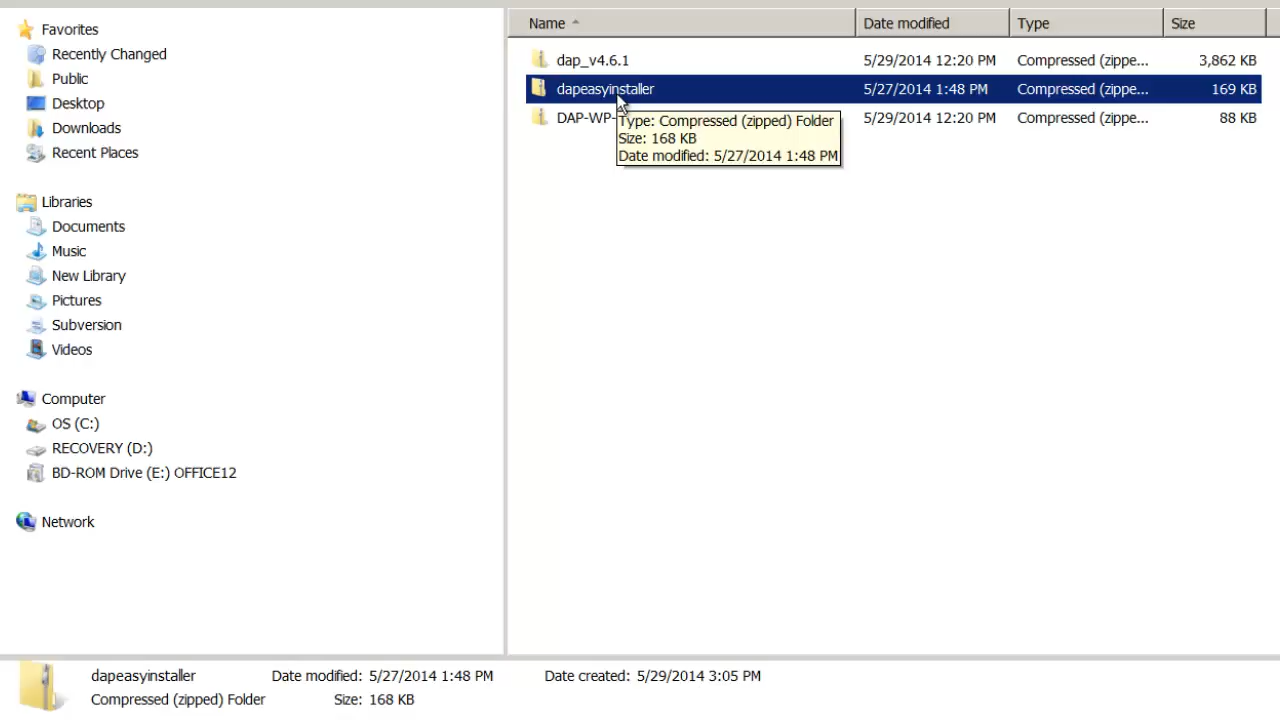 Favorites
Recently Changed
Public
Desktop
Downloads
Recent Places
Libraries
Documents
Music
New Library
Pictures
Subversion
Videos
Computer
OS (C:)
RECOVERY (D:)
BD-ROM Drive (E:) OFFICE12
Network
Name Date modified Type Size
dap_v4.6.1 5/29/2014 12:20 PM Compressed (zippe... 3,862 KB
dapeasyinstaller 5/27/2014 1:48 PM Compressed (zippe... 169 KB
DAP-WP- 5/29/2014 12:20 PM Compressed (zippe... 88 KB
Type: Compressed (zipped) Folder
Size: 168 KB
Date modified: 5/27/2014 1:48 PM
dapeasyinstaller Date modified: 5/27/2014 1:48 PM Date created: 5/29/2014 3:05 PM
Compressed (zipped) Folder Size: 168 KB